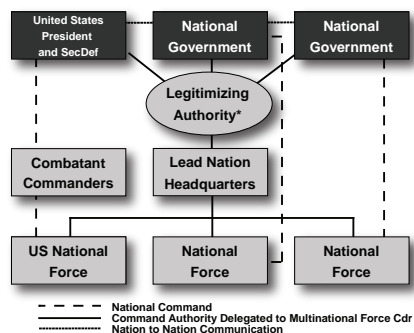 United States
President
and SecDef
National
Government
National
Government
Legitimizing
Authority*
Combatant
Commanders
Lead Nation
Headquarters
US National
Force
National
Force
National
Force
National Command
Command Authority Delegated to Multinational Force Cdr
Nation to Nation Communication